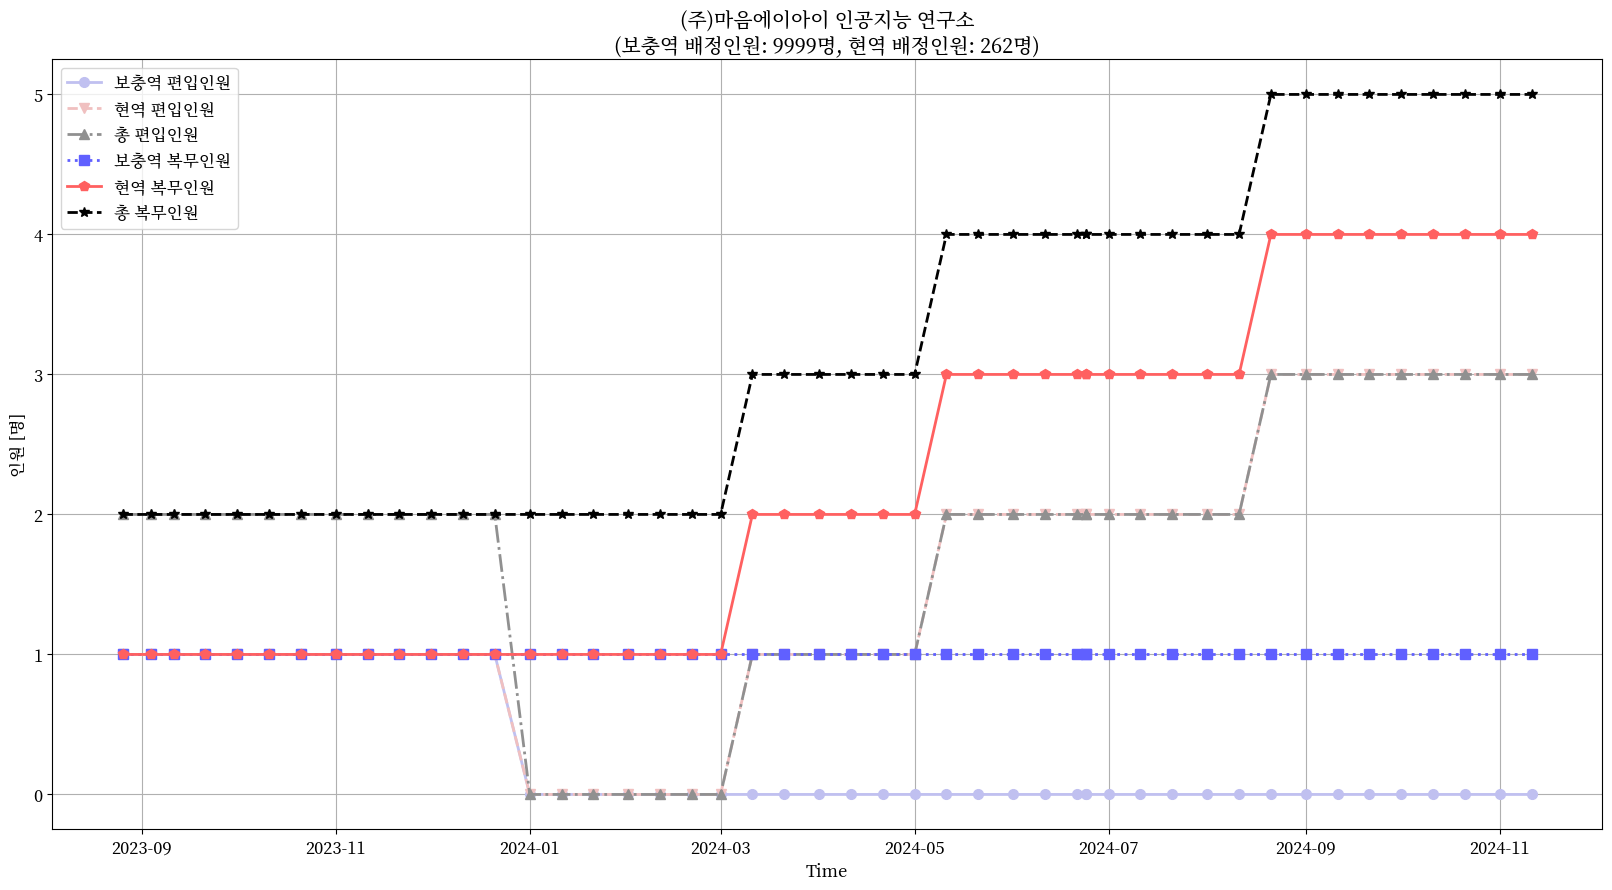 (주)마음에이아이 인공지능 연구소
(보충역 배정인원: 9999명, 현역 배정인원: 262명)
보충역 편입인원
현역 편입인원
총 편입인원
보충역 복무인원
현역 복무인원
총 복무인원
인원 [명]
5
4
3
2
1
0
2023-09
2023-11
2024-01
2024-03
2024-05
2024-07
2024-09
2024-11
Time